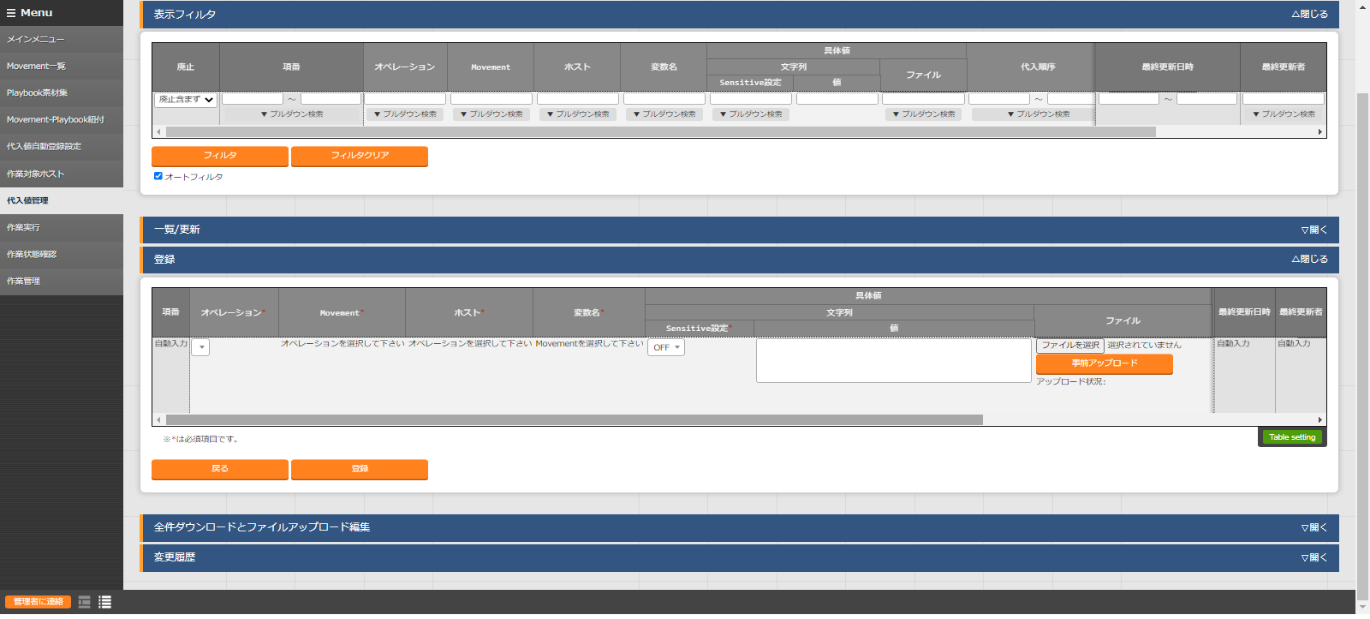 ≡ Menu
メインメニュー
Movement一覧
Playbook素材集
Movement-Playbook紐付
代入値自動登録設定
作業対象ホスト
代入値管理
作業実行
作業状態確認
作業管理
表示フィルタ △閉じる
廃止 項番 オペレーション Movement ホスト 変数名 具体値 代入順序 最終更新日時 最終更新者
文字列 ファイル
Sensitive設定 値
廃止含まず ～ ～ ～
▼ プルダウン検索 ▼ プルダウン検索 ▼ プルダウン検索 ▼ プルダウン検索 ▼ プルダウン検索 ▼ プルダウン検索 ▼ プルダウン検索 ▼ プルダウン検索 ▼ プルダウン検索
フィルタ フィルタクリア
オートフィルタ
一覧/更新 ▽開く
登録 △閉じる
項番 オペレーション* Movement* ホスト* 変数名* 具体値 最終更新日時 最終更新者
文字列 ファイル
Sensitive設定* 値
自動入力 オペレーションを選択して下さい オペレーションを選択して下さい Movementを選択して下さい OFF ファイルを選択 選択されていません 自動入力 自動入力
事前アップロード
アップロード状況:
※*は必須項目です。
Table setting
戻る 登録
全件ダウンロードとファイルアップロード編集 ▽開く
変更履歴 ▽開く
管理者に連絡